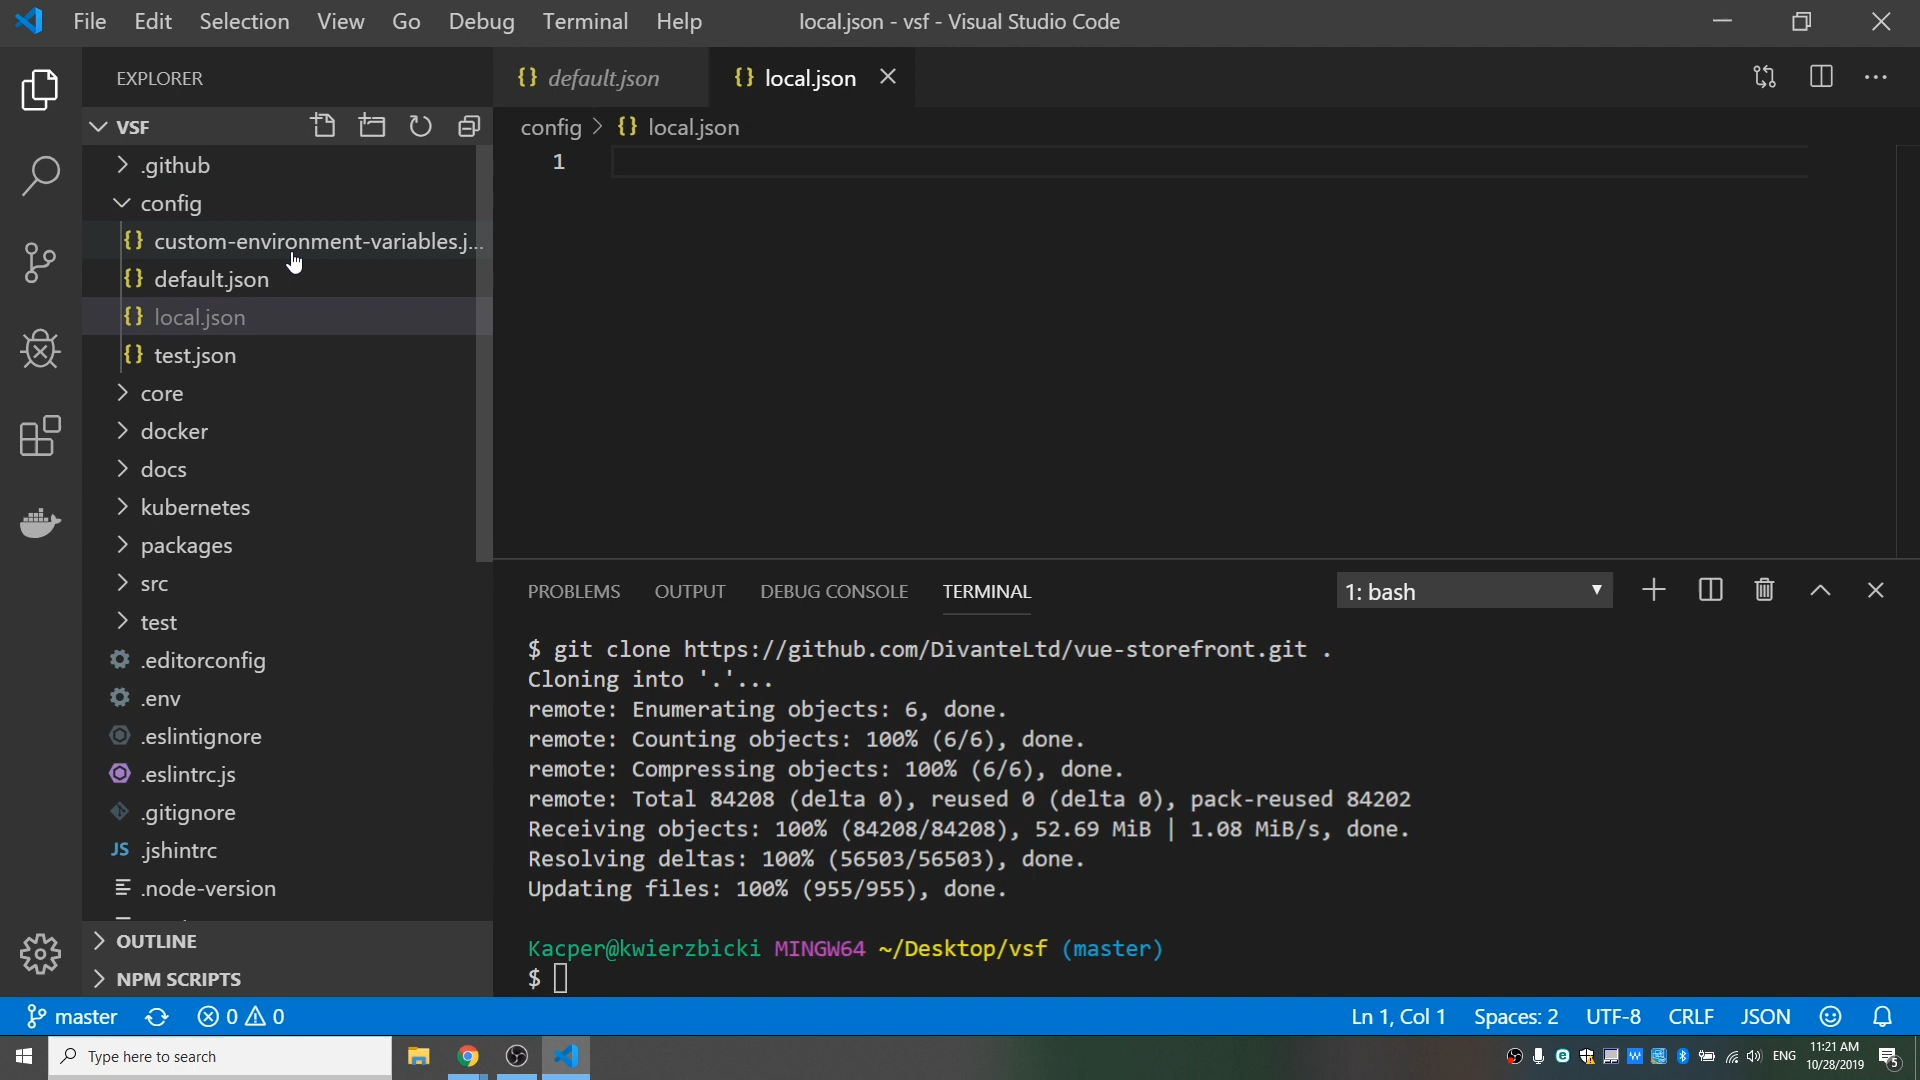 File Edit Selection View Go Debug Terminal Help local.json - vsf - Visual Studio Code
EXPLORER
{} default.json {} local.json
VSF
config > {} local.json
1
.github
config
{} custom-environment-variables.j...
{} default.json
{} local.json
{} test.json
core
docker
docs
kubernetes
packages
src
test
.editorconfig
.env
.eslintignore
.eslintrc.js
.gitignore
JS .jshintrc
.node-version
OUTLINE
NPM SCRIPTS
PROBLEMS OUTPUT DEBUG CONSOLE TERMINAL 1: bash
$ git clone https://github.com/DivanteLtd/vue-storefront.git .
Cloning into '.'...
remote: Enumerating objects: 6, done.
remote: Counting objects: 100% (6/6), done.
remote: Compressing objects: 100% (6/6), done.
remote: Total 84208 (delta 0), reused 0 (delta 0), pack-reused 84202
Receiving objects: 100% (84208/84208), 52.69 MiB | 1.08 MiB/s, done.
Resolving deltas: 100% (56503/56503), done.
Updating files: 100% (955/955), done.
Kacper@kwierzbicki MINGW64 ~/Desktop/vsf (master)
$
master 0 0 Ln 1, Col 1 Spaces: 2 UTF-8 CRLF JSON
Type here to search
ENG
11:21 AM
10/28/2019
5